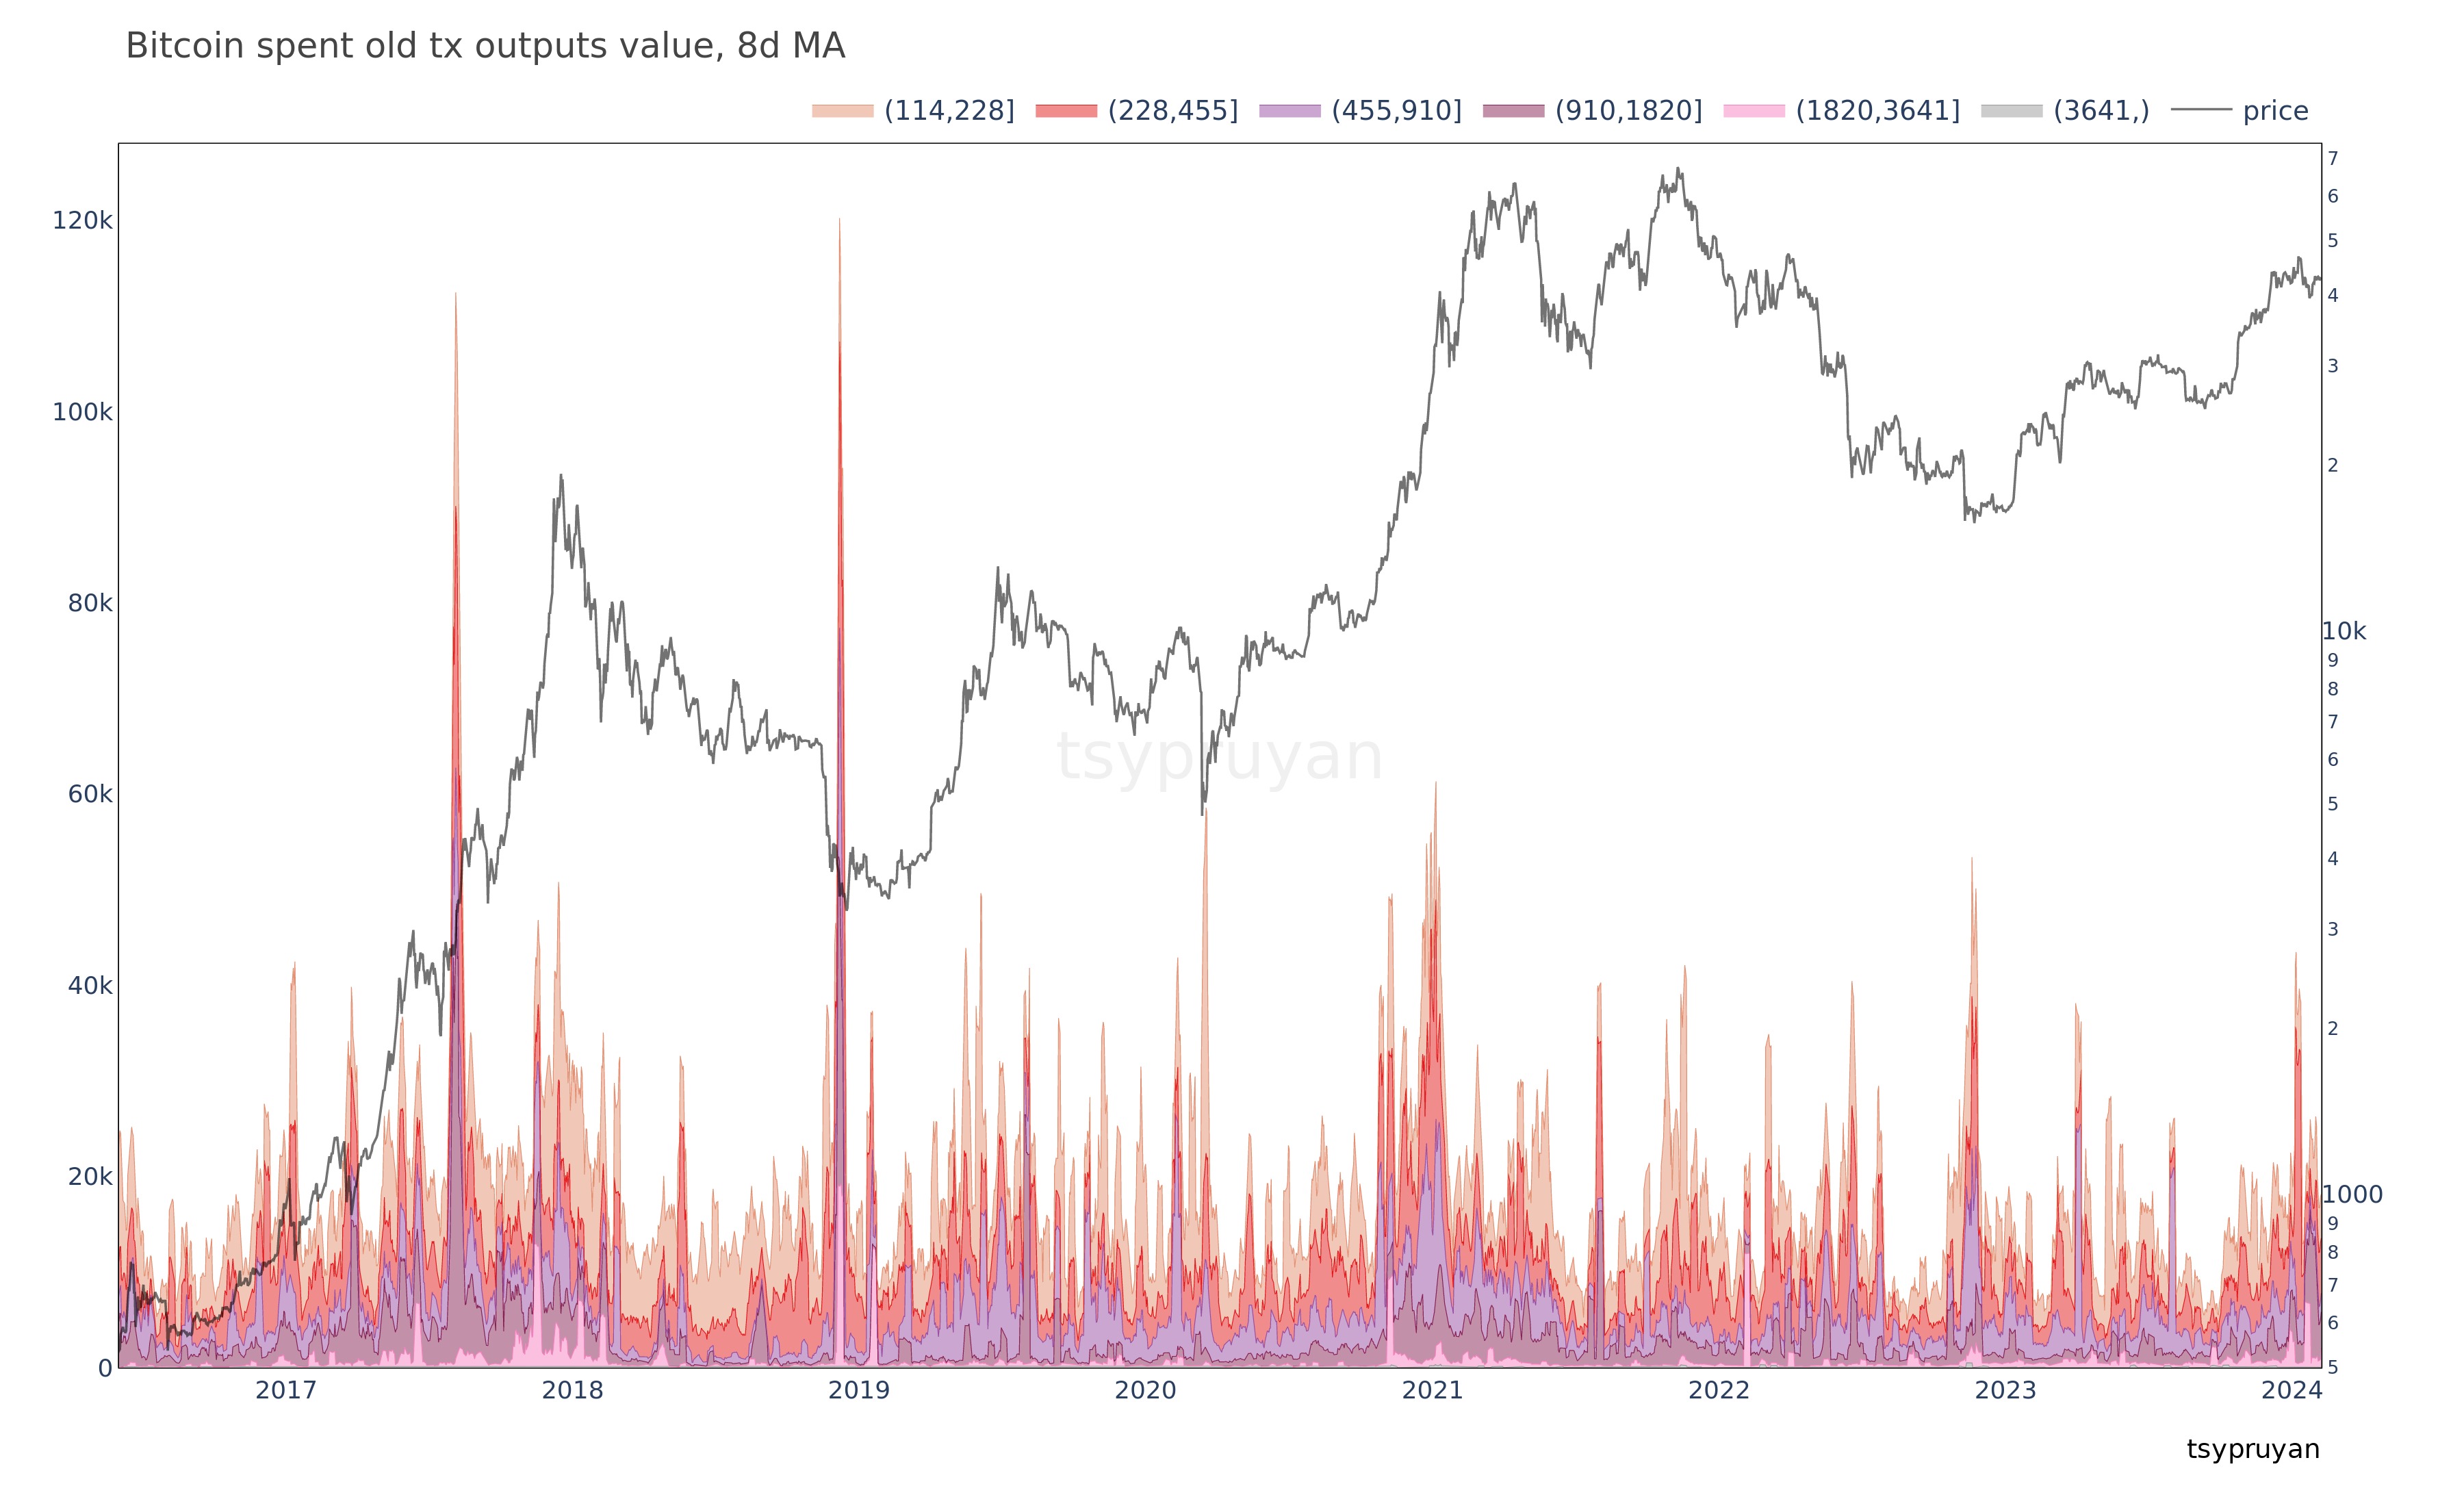 Bitcoin spent old tx outputs value, 8d MA
(114,228] (228,455] (455,910] (910,1820] (1820,3641] (3641,) price
7
120k
6
5
4
3
100k
2
80k
10k
9
8
7
tsypruyan
6
60k
5
4
3
40k
2
20k
1000
9
8
7
6
0
5
2017 2018 2019 2020 2021 2022 2023 2024
tsypruyan